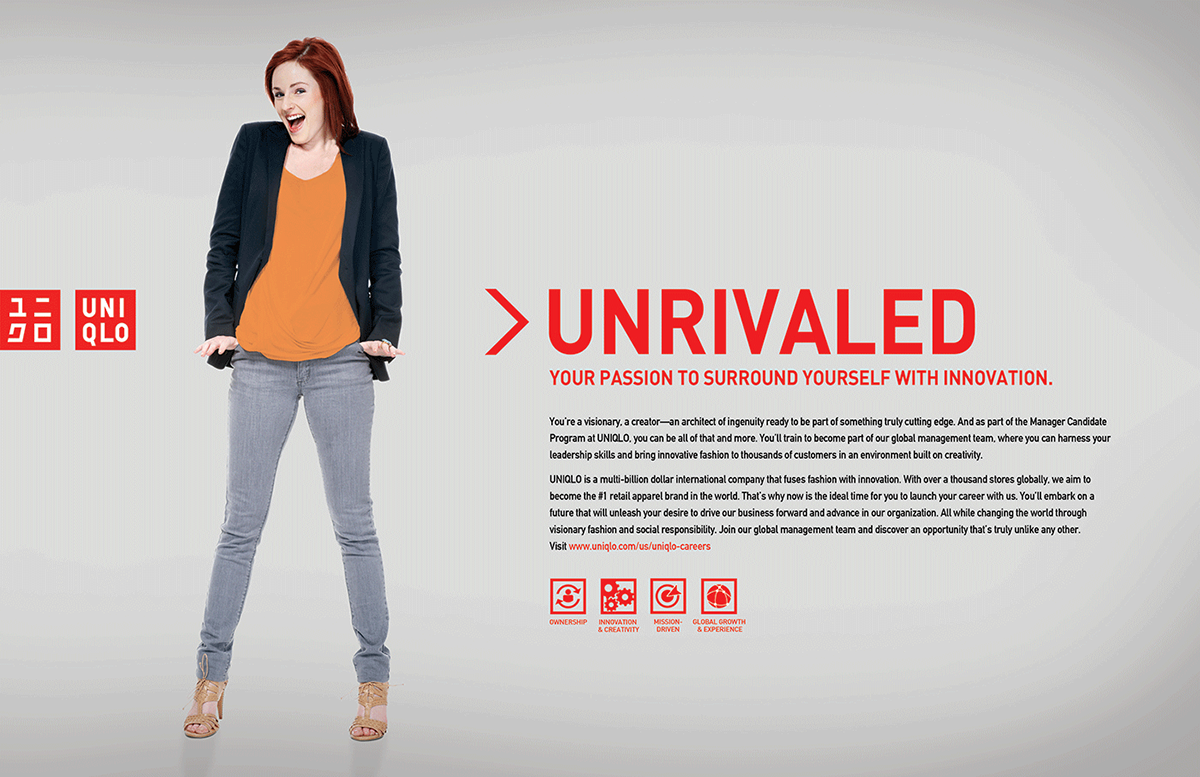 ユニ
クロ
UNI
QLO
UNRIVALED
YOUR PASSION TO SURROUND YOURSELF WITH INNOVATION.
You're a visionary, a creator—an architect of ingenuity ready to be part of something truly cutting edge. And as part of the Manager Candidate
Program at UNIQLO, you can be all of that and more. You'll train to become part of our global management team, where you can harness your
leadership skills and bring innovative fashion to thousands of customers in an environment built on creativity.
UNIQLO is a multi-billion dollar international company that fuses fashion with innovation. With over a thousand stores globally, we aim to
become the #1 retail apparel brand in the world. That's why now is the ideal time for you to launch your career with us. You'll embark on a
future that will unleash your desire to drive our business forward and advance in our organization. All while changing the world through
visionary fashion and social responsibility. Join our global management team and discover an opportunity that's truly unlike any other.
Visit www.uniqlo.com/us/uniqlo-careers
OWNERSHIP
INNOVATION
& CREATIVITY
MISSION-
DRIVEN
GLOBAL GROWTH
& EXPERIENCE